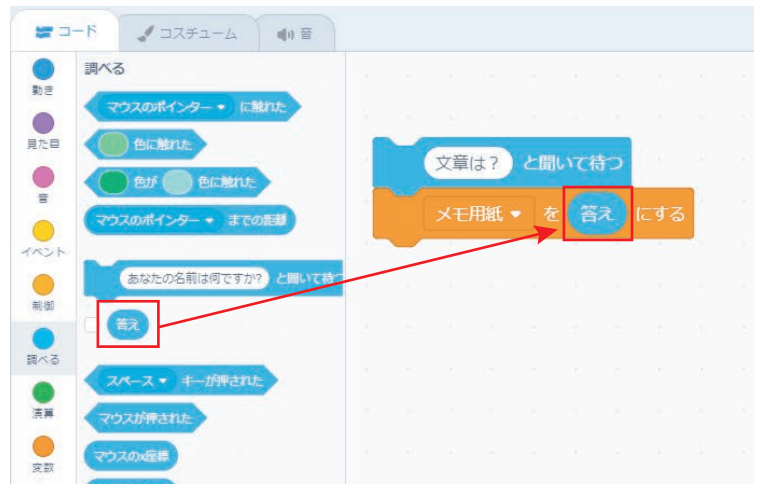 コード コスチューム 音
動き
見た目
音
イベント
制御
調べる
演算
変数
調べる
マウスのポインター に触れた
色に触れた
色が 色に触れた
マウスのポインター までの距離
あなたの名前は何ですか? と聞いて待つ
答え
スペース キーが押された
マウスが押された
マウスのx座標
文章は? と聞いて待つ
メモ用紙 を 答え にする